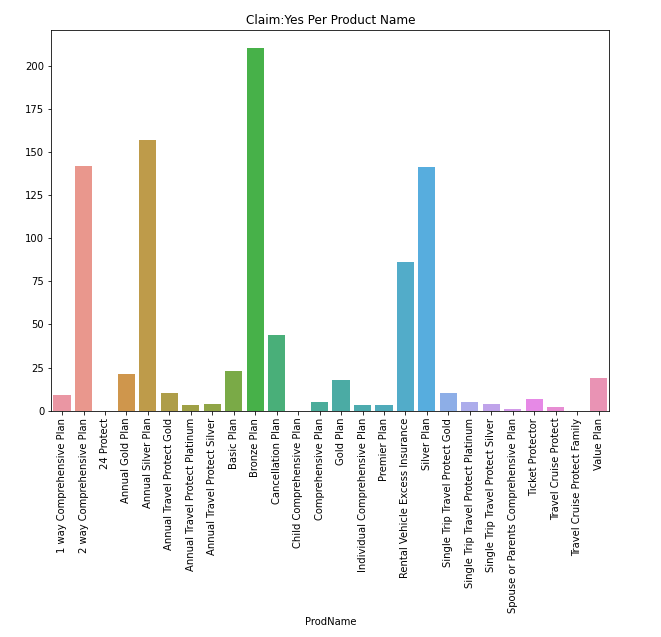 Claim:Yes Per Product Name
200
175
150
125
100
75
50
25
0
1 way Comprehensive Plan
2 way Comprehensive Plan
24 Protect
Annual Gold Plan
Annual Silver Plan
Annual Travel Protect Gold
Annual Travel Protect Platinum
Annual Travel Protect Silver
Basic Plan
Bronze Plan
Cancellation Plan
Child Comprehensive Plan
Comprehensive Plan
Gold Plan
Individual Comprehensive Plan
Premier Plan
Rental Vehicle Excess Insurance
Silver Plan
Single Trip Travel Protect Gold
Single Trip Travel Protect Platinum
Single Trip Travel Protect Silver
Spouse or Parents Comprehensive Plan
Ticket Protector
Travel Cruise Protect
Travel Cruise Protect Family
Value Plan
ProdName